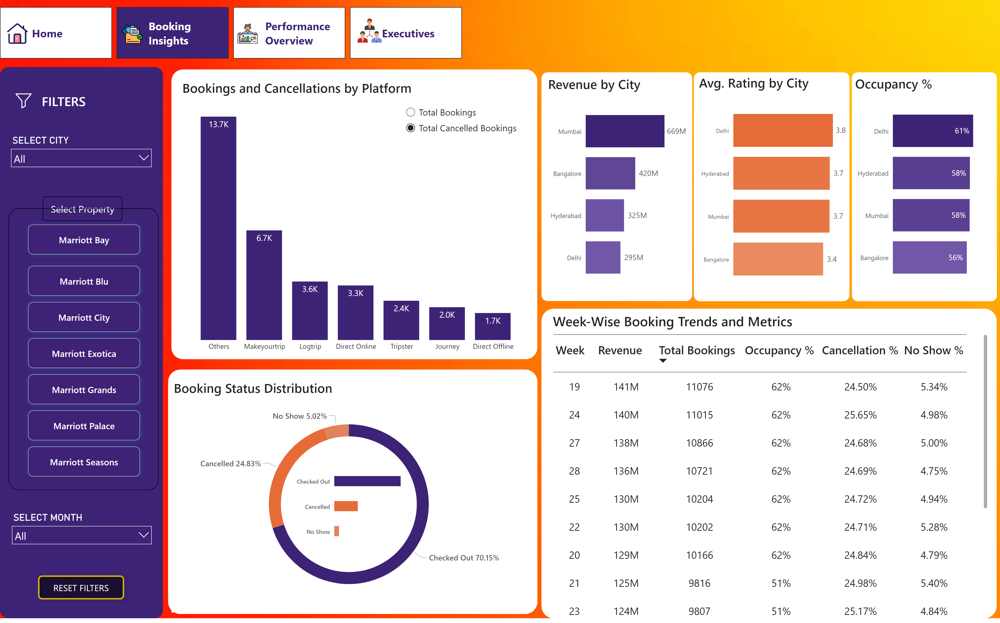 Home
Booking
Insights
Performance
Overview
Executives
FILTERS
SELECT CITY
All
Select Property
Marriott Bay
Marriott Blu
Marriott City
Marriott Exotica
Marriott Grands
Marriott Palace
Marriott Seasons
SELECT MONTH
All
RESET FILTERS
Bookings and Cancellations by Platform
Total Bookings
Total Cancelled Bookings
13.7K
6.7K
3.6K
3.3K
2.4K
2.0K
1.7K
Others Makeyourtrip Logtrip Direct Online Tripster Journey Direct Offline
Booking Status Distribution
No Show 5.02%
Cancelled 24.83%
Checked Out
Cancelled
No Show
Checked Out 70.15%
Revenue by City
Mumbai 669M
Bangalore 420M
Hyderabad 325M
Delhi 295M
Avg. Rating by City
Delhi 3.8
Hyderabad 3.7
Mumbai 3.7
Bangalore 3.4
Occupancy %
Delhi 61%
Hyderabad 58%
Mumbai 58%
Bangalore 56%
Week-Wise Booking Trends and Metrics
Week Revenue Total Bookings Occupancy % Cancellation % No Show %
19 141M 11076 62% 24.50% 5.34%
24 140M 11015 62% 25.65% 4.98%
27 138M 10866 62% 24.68% 5.00%
28 136M 10721 62% 24.69% 4.75%
25 130M 10204 62% 24.72% 4.94%
22 130M 10202 62% 24.71% 5.28%
20 129M 10166 62% 24.84% 4.79%
21 125M 9816 51% 24.98% 5.40%
23 124M 9807 51% 25.17% 4.84%